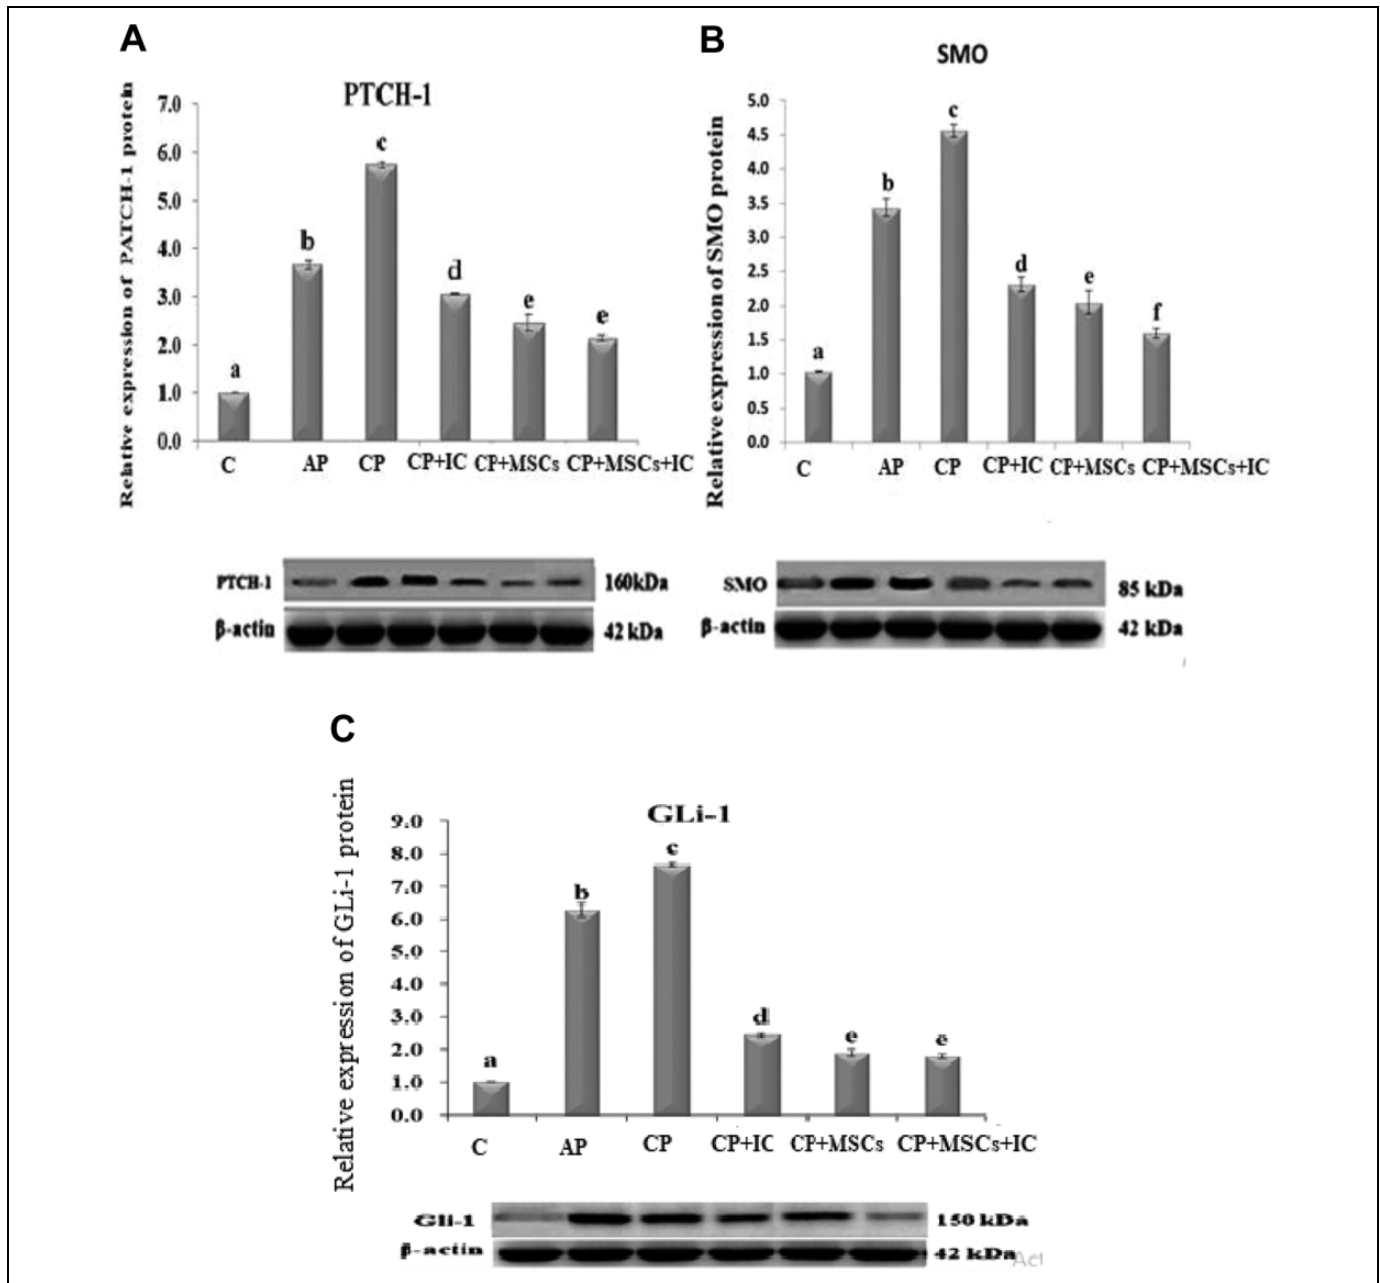 A
PTCH-1
Relative expression of PATCH-1 protein
7.0
6.0
5.0
4.0
3.0
2.0
1.0
0.0
a
b
c
d
e
e
C AP CP CP+IC CP+MSCs CP+MSCs+IC
PTCH-1 160kDa
β-actin 42 kDa
B
SMO
Relative expression of SMO protein
5.0
4.5
4.0
3.5
3.0
2.5
2.0
1.5
1.0
0.5
0.0
a
b
c
d
e
f
C AP CP CP+IC CP+MSCs CP+MSCs+IC
SMO 85 kDa
β-actin 42 kDa
C
GLi-1
Relative expression of GLi-1 protein
9.0
8.0
7.0
6.0
5.0
4.0
3.0
2.0
1.0
0.0
a
b
c
d
e
e
C AP CP CP+IC CP+MSCs CP+MSCs+IC
Gli-1 150 kDa
β-actin 42 kDa
Act